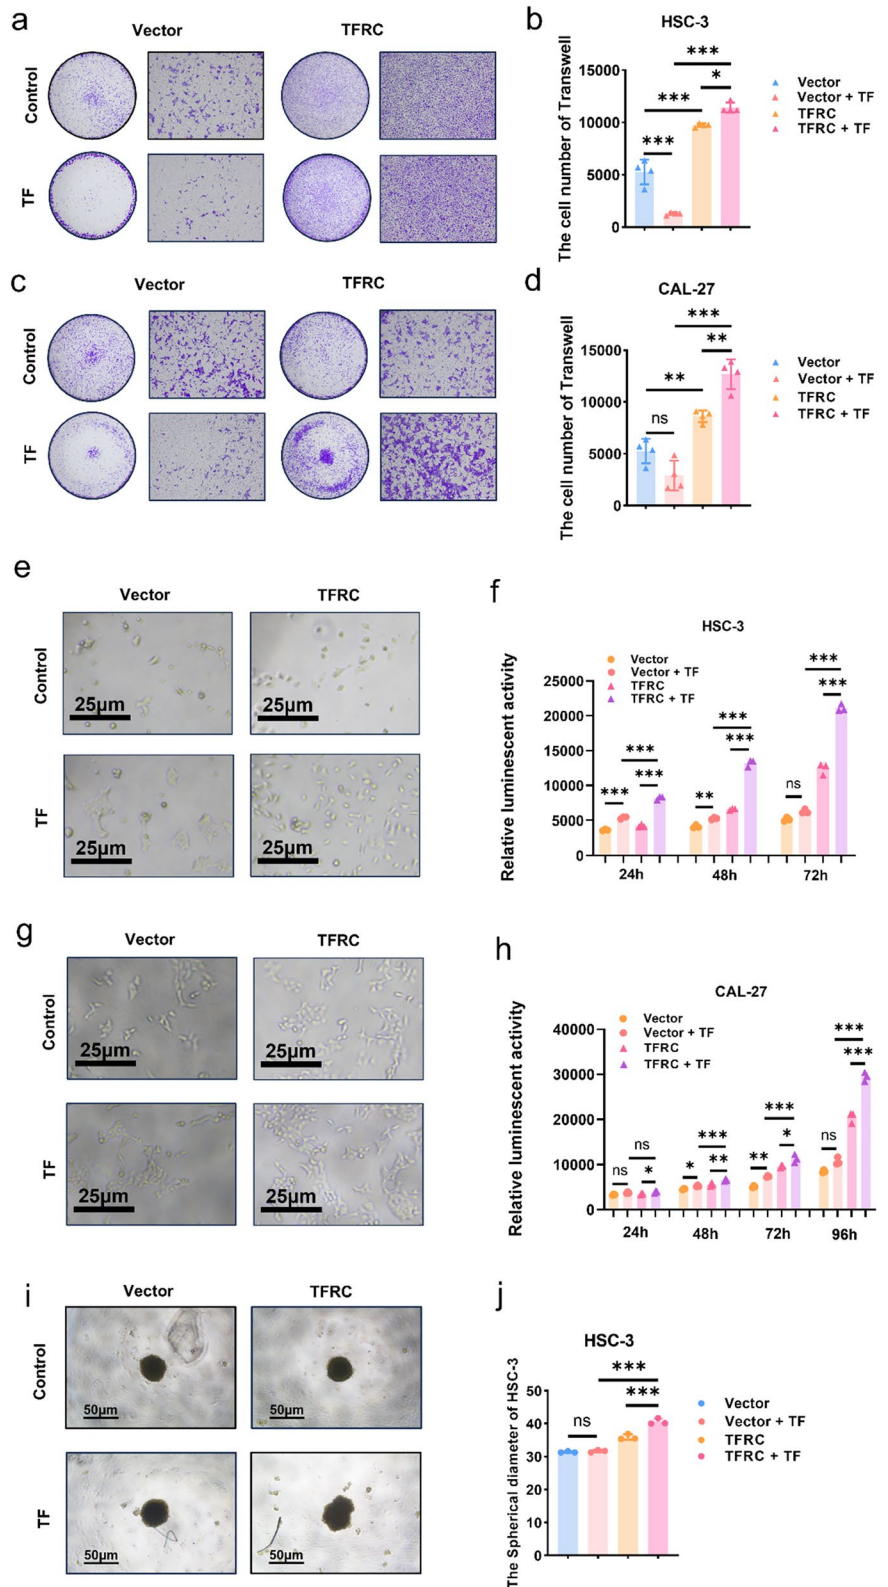 a
Vector
TFRC
Control
TF
b
HSC-3
The cell number of Transwell
15000
10000
5000
0
***
*
***
***
Vector
Vector + TF
TFRC
TFRC + TF
c
Vector
TFRC
Control
TF
d
CAL-27
The cell number of Transwell
15000
10000
5000
0
***
**
**
ns
Vector
Vector + TF
TFRC
TFRC + TF
e
Vector
TFRC
Control
25µm
25µm
TF
25µm
25µm
f
HSC-3
Relative luminescent activity
Vector
Vector + TF
TFRC
TFRC + TF
25000
20000
15000
10000
5000
0
***
***
***
***
***
**
***
***
ns
24h
48h
72h
g
Vector
TFRC
Control
25µm
25µm
TF
25µm
25µm
h
CAL-27
Relative luminescent activity
Vector
Vector + TF
TFRC
TFRC + TF
40000
30000
20000
10000
0
ns
ns
*
***
*
**
***
**
*
***
***
ns
24h
48h
72h
96h
i
Vector
TFRC
Control
50µm
50µm
TF
50µm
50µm
j
HSC-3
The Spherical diameter of HSC-3
50
40
30
20
10
0
***
***
ns
Vector
Vector + TF
TFRC
TFRC + TF